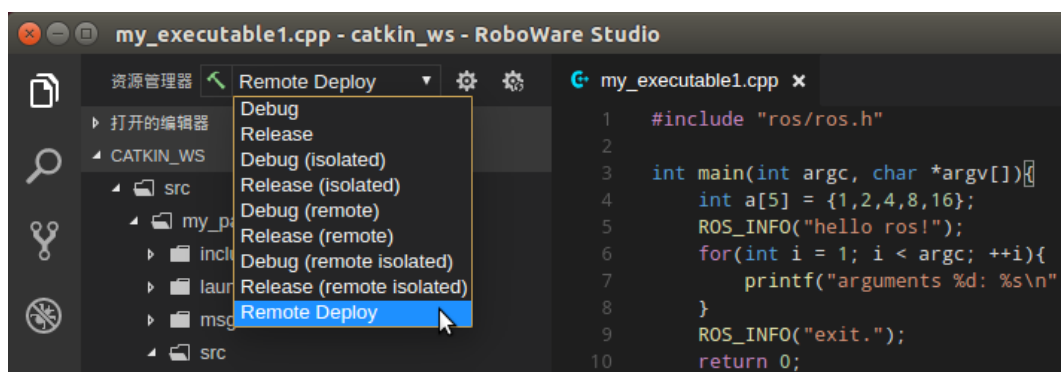 my_executable1.cpp - catkin_ws - RoboWare Studio
资源管理器
Remote Deploy
打开的编辑器
CATKIN_WS
src
my_pa
inclu
laun
msg
src
Debug
Release
Debug (isolated)
Release (isolated)
Debug (remote)
Release (remote)
Debug (remote isolated)
Release (remote isolated)
Remote Deploy
my_executable1.cpp
1 #include "ros/ros.h"
2
3 int main(int argc, char *argv[]){
4 int a[5] = {1,2,4,8,16};
5 ROS_INFO("hello ros!");
6 for(int i = 1; i < argc; ++i){
7 printf("arguments %d: %s\n"
8 }
9 ROS_INFO("exit.");
10 return 0;